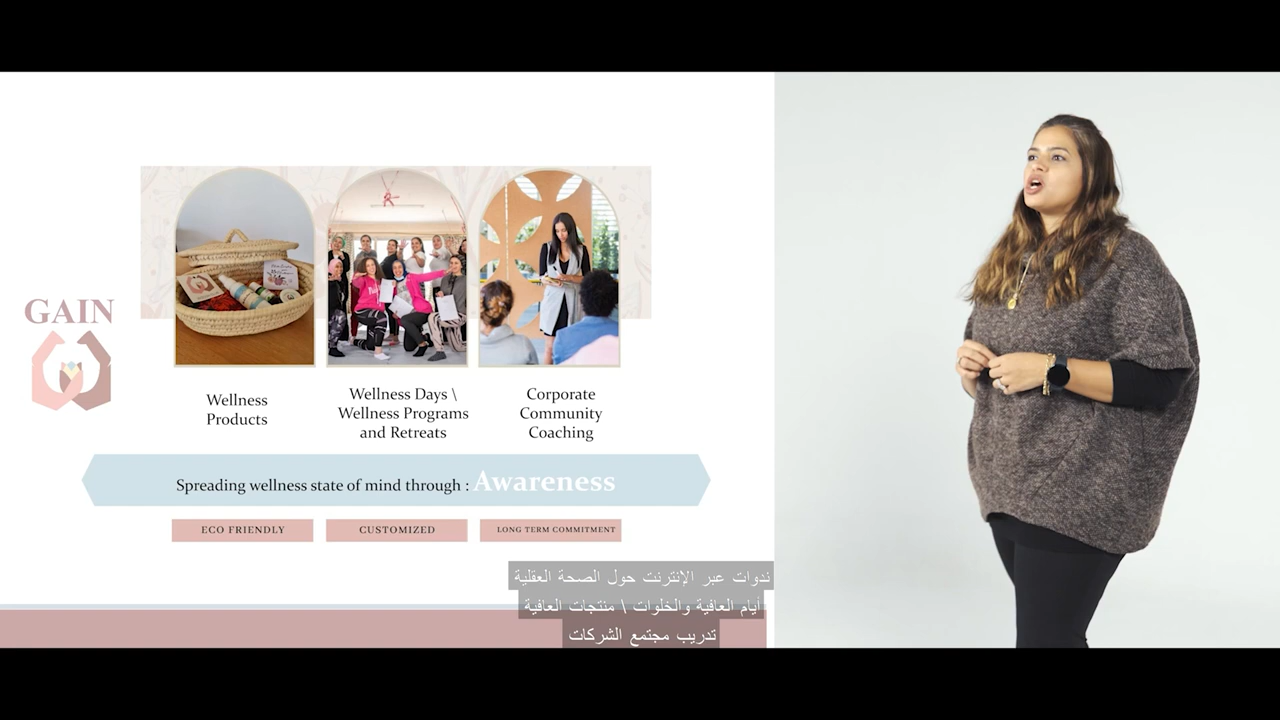 GAIN
Wellness
Products
Wellness Days \
Wellness Programs
and Retreats
Corporate
Community
Coaching
Spreading wellness state of mind through : Awareness
ECO FRIENDLY
CUSTOMIZED
LONG TERM COMMITMENT
ندوات عبر الإنترنت حول الصحة العقلية
أيام العافية والخلوات \ منتجات العافية
تدريب مجتمع الشركات